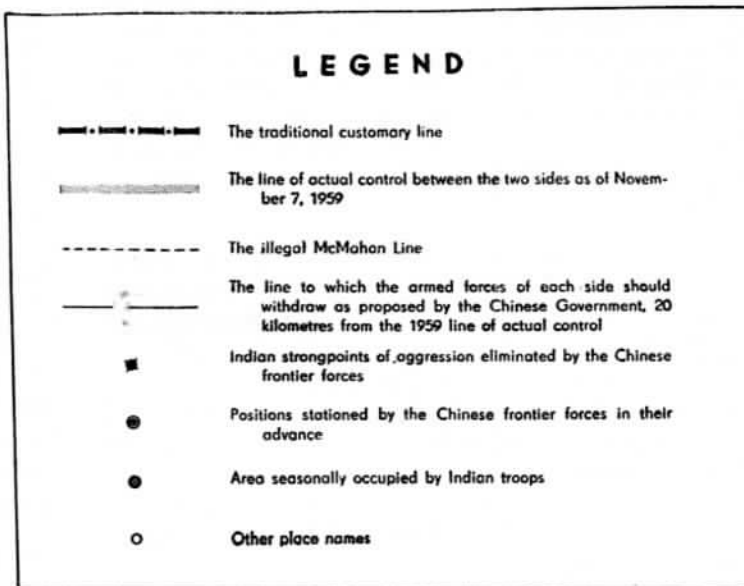 LEGEND
The traditional customary line
The line of actual control between the two sides as of Novem-
ber 7, 1959
The illegal McMahon Line
The line to which the armed forces of each side should
withdraw as proposed by the Chinese Government, 20
kilometres from the 1959 line of actual control
Indian strongpoints of aggression eliminated by the Chinese
frontier forces
Positions stationed by the Chinese frontier forces in their
advance
Area seasonally occupied by Indian troops
Other place names